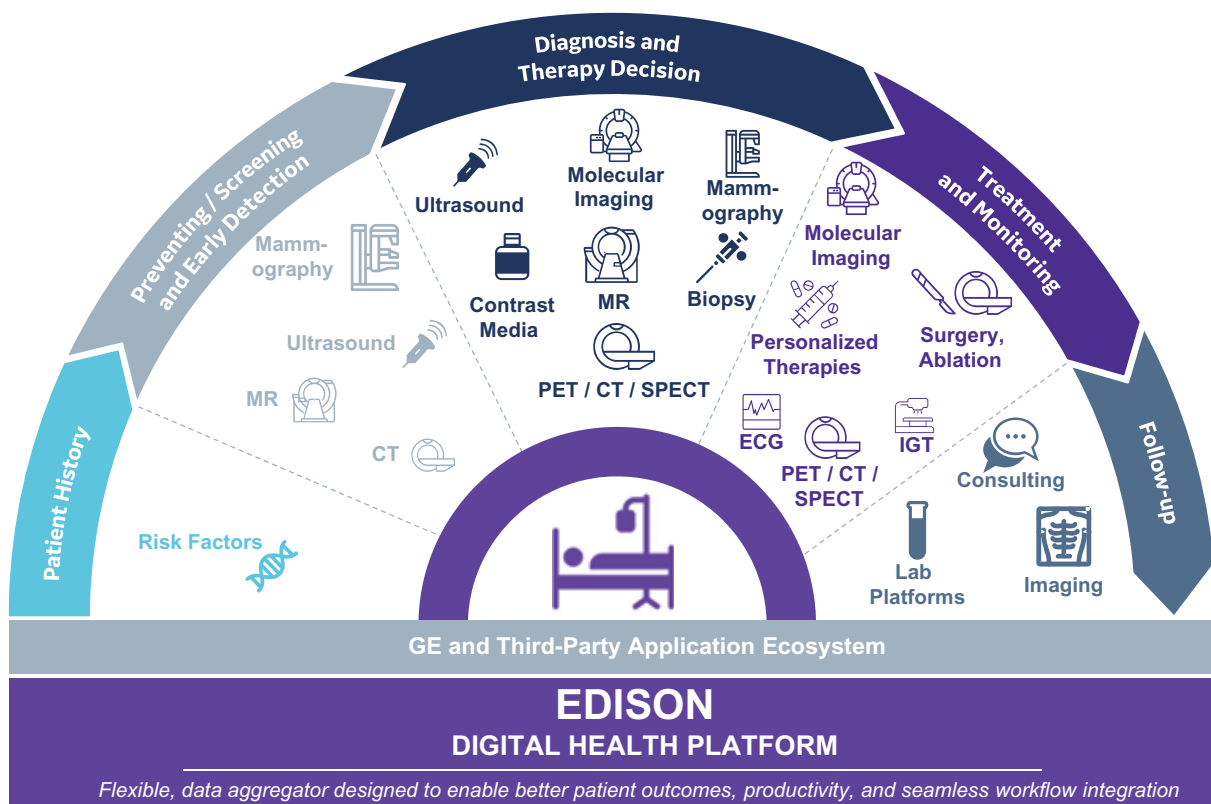 Patient History
Preventing / Screening
and Early Detection
Diagnosis and
Therapy Decision
Treatment
and Monitoring
Follow-up
Risk Factors
Mamm-
ography
Ultrasound
MR
CT
Ultrasound
Molecular
Imaging
Mamm-
ography
Contrast
Media
MR
Biopsy
PET / CT / SPECT
Molecular
Imaging
Personalized
Therapies
Surgery,
Ablation
ECG
PET / CT /
SPECT
IGT
Consulting
Lab
Platforms
Imaging
GE and Third-Party Application Ecosystem
EDISON
DIGITAL HEALTH PLATFORM
Flexible, data aggregator designed to enable better patient outcomes, productivity, and seamless workflow integration